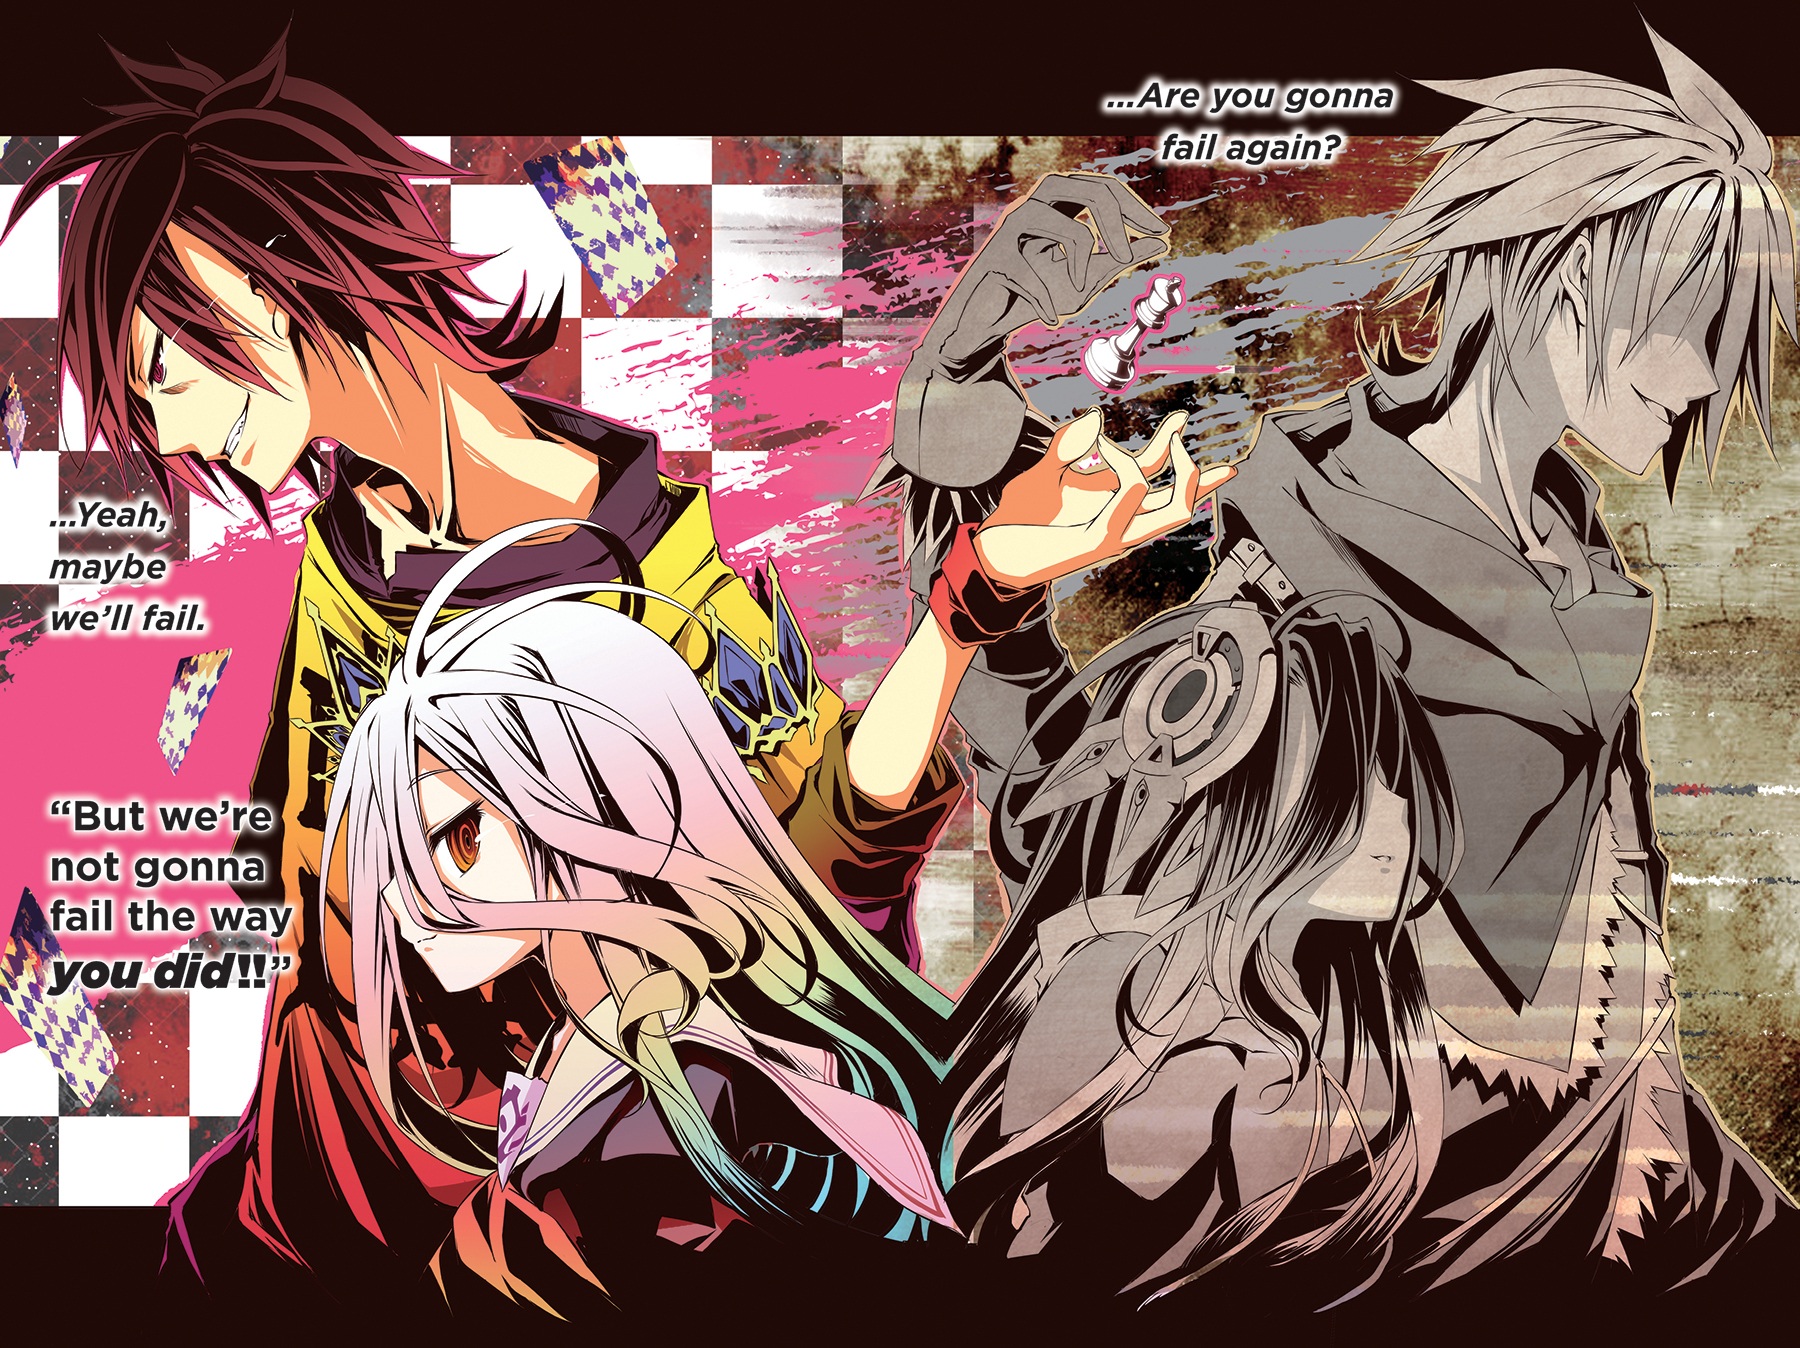 ...Are you gonna
fail again?
...Yeah,
maybe
we'll fail.
“But we're
not gonna
fail the way
you did!!”